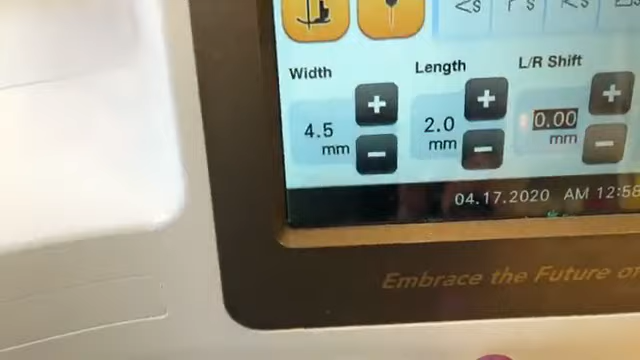 Width
Length
L/R Shift
4.5
mm
2.0
mm
0.00
mm
04.17.2020 AM 12:58
Embrace the Future of